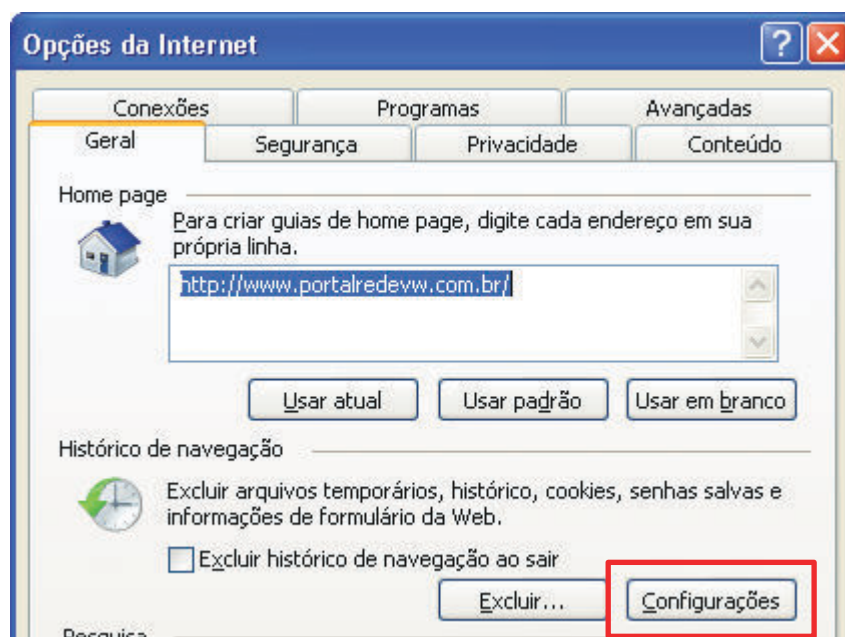 Opções da Internet
Conexões
Programas
Avançadas
Geral
Segurança
Privacidade
Conteúdo
Home page
Para criar guias de home page, digite cada endereço em sua
própria linha.
http://www.portalredevw.com.br/
Usar atual
Usar padrão
Usar em branco
Histórico de navegação
Excluir arquivos temporários, histórico, cookies, senhas salvas e
informações de formulário da Web.
Excluir histórico de navegação ao sair
Excluir...
Configurações
Pesquisa